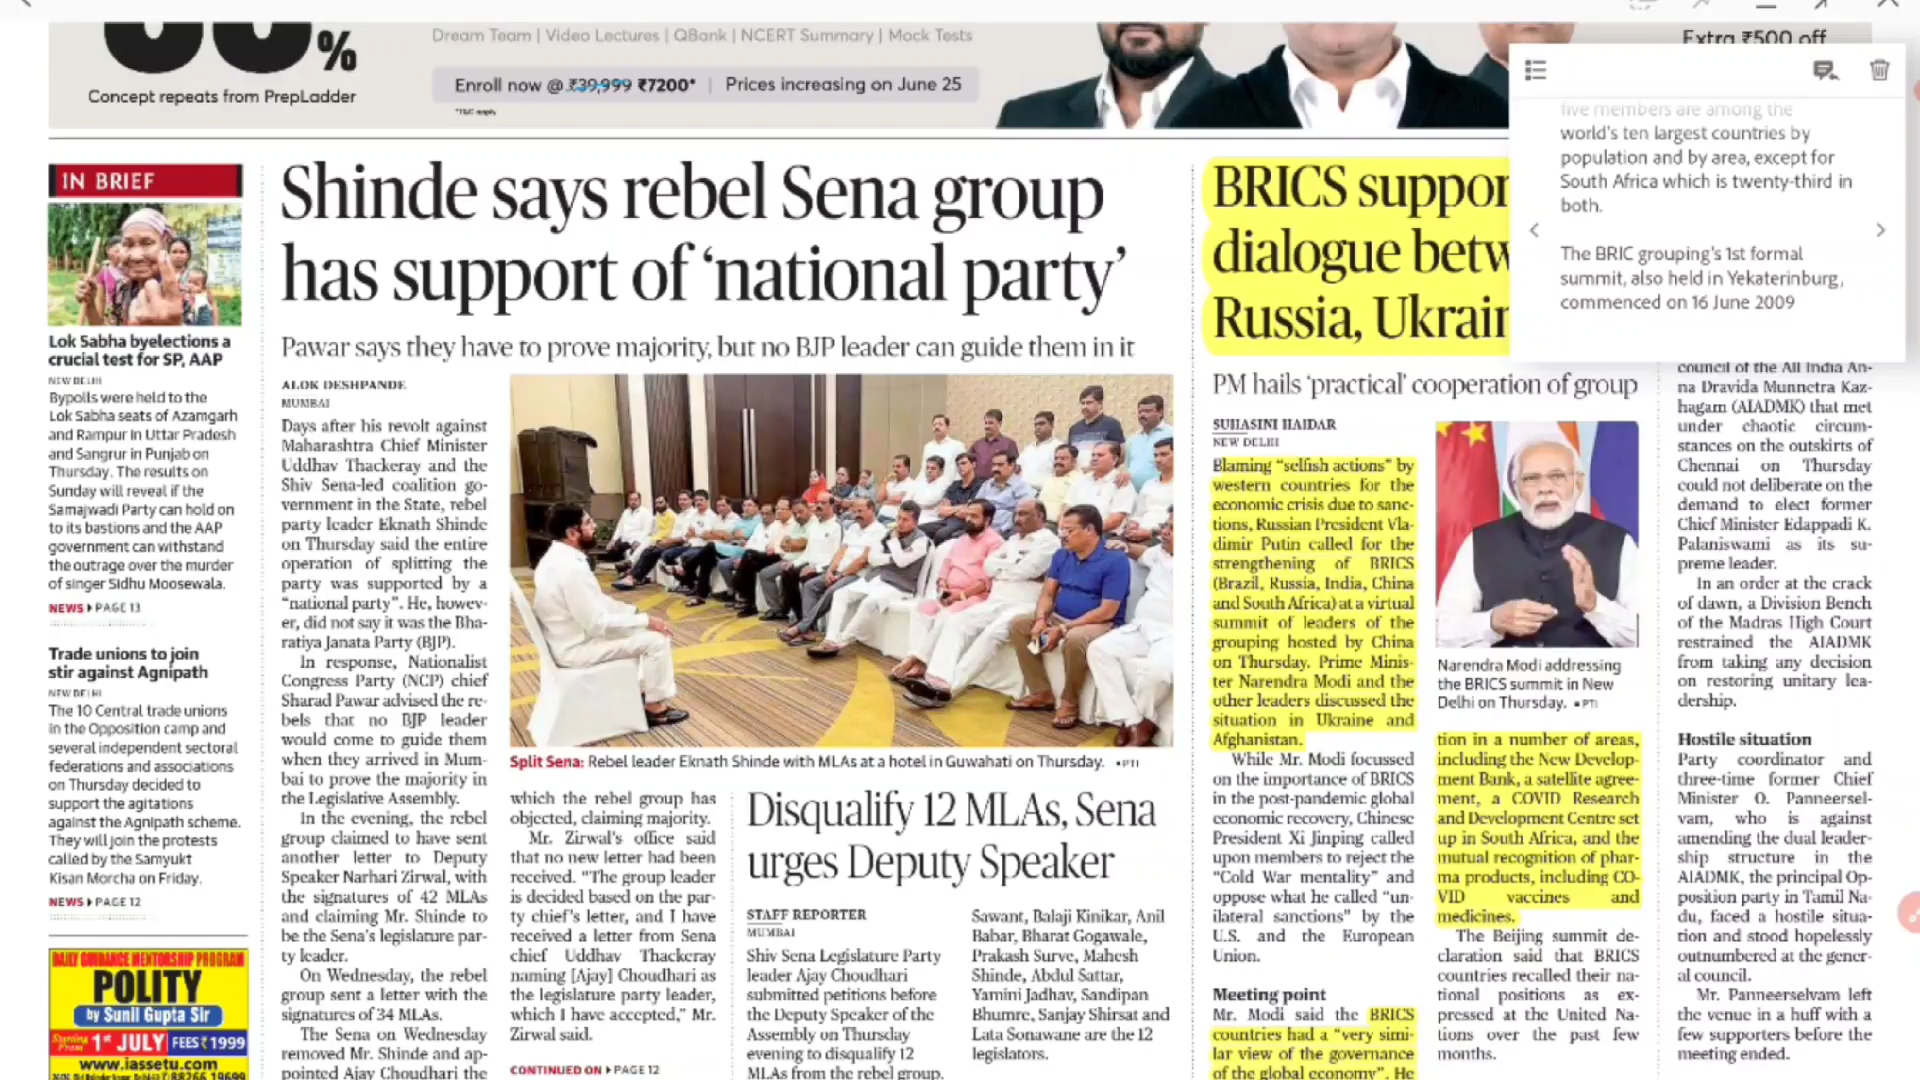 %
Concept repeats from PrepLadder
Dream Team | Video Lectures | QBank | NCERT Summary | Mock Tests
Enroll now @ ₹39,999 ₹7200* | Prices increasing on June 25
Extra ₹500 off
five members are among the
world's ten largest countries by
population and by area, except for
South Africa which is twenty-third in
both.
The BRIC grouping's 1st formal
summit, also held in Yekaterinburg,
commenced on 16 June 2009
IN BRIEF
Lok Sabha byelections a
crucial test for SP, AAP
NEW DELHI
Bypolls were held to the
Lok Sabha seats of Azamgarh
and Rampur in Uttar Pradesh
and Sangrur in Punjab on
Thursday. The results on
Sunday will reveal if the
Samajwadi Party can hold on
to its bastions and the AAP
government can withstand
the outrage over the murder
of singer Sidhu Moosewala.
NEWS PAGE 13
Trade unions to join
stir against Agnipath
NEW DELHI
The 10 Central trade unions
in the Opposition camp and
several independent sectoral
federations and associations
on Thursday decided to
support the agitations
against the Agnipath scheme.
They will join the protests
called by the Samyukt
Kisan Morcha on Friday.
NEWS PAGE 12
DAILY GUIDANCE MENTORSHIP PROGRAM
POLITY
by Sunil Gupta Sir
Starting From 1ST JULY FEES ₹ 1999
www.iassetu.com
Shinde says rebel Sena group
has support of ‘national party’
Pawar says they have to prove majority, but no BJP leader can guide them in it
ALOK DESHPANDE
MUMBAI
Days after his revolt against
Maharashtra Chief Minister
Uddhav Thackeray and the
Shiv Sena-led coalition go-
vernment in the State, rebel
party leader Eknath Shinde
on Thursday said the entire
operation of splitting the
party was supported by a
“national party”. He, howev-
er, did not say it was the Bha-
ratiya Janata Party (BJP).
In response, Nationalist
Congress Party (NCP) chief
Sharad Pawar advised the re-
bels that no BJP leader
would come to guide them
when they arrived in Mum-
bai to prove the majority in
the Legislative Assembly.
In the evening, the rebel
group claimed to have sent
another letter to Deputy
Speaker Narhari Zirwal, with
the signatures of 42 MLAs
and claiming Mr. Shinde to
be the Sena's legislature par-
ty leader.
On Wednesday, the rebel
group sent a letter with the
signatures of 34 MLAs.
The Sena on Wednesday
removed Mr. Shinde and ap-
pointed Ajay Choudhari the
Split Sena: Rebel leader Eknath Shinde with MLAs at a hotel in Guwahati on Thursday. • PTI
which the rebel group has
objected, claiming majority.
Mr. Zirwal's office said
that no new letter had been
received. “The group leader
is decided based on the par-
ty chief's letter, and I have
received a letter from Sena
chief Uddhav Thackeray
naming [Ajay] Choudhari as
the legislature party leader,
which I have accepted,” Mr.
Zirwal said.
CONTINUED ON PAGE 12
Disqualify 12 MLAs, Sena
urges Deputy Speaker
STAFF REPORTER
MUMBAI
Shiv Sena Legislature Party
leader Ajay Choudhari
submitted petitions before
the Deputy Speaker of the
Assembly on Thursday
evening to disqualify 12
MLAs from the rebel group.
Sawant, Balaji Kinikar, Anil
Babar, Bharat Gogawale,
Prakash Surve, Mahesh
Shinde, Abdul Sattar,
Yamini Jadhav, Sandipan
Bhumre, Sanjay Shirsat and
Lata Sonawane are the 12
legislators.
BRICS suppor
dialogue betw
Russia, Ukrain
PM hails ‘practical’ cooperation of group
SUHASINI HAIDAR
NEW DELHI
Blaming “selfish actions” by
western countries for the
economic crisis due to sanc-
tions, Russian President Vla-
dimir Putin called for the
strengthening of BRICS
(Brazil, Russia, India, China
and South Africa) at a virtual
summit of leaders of the
grouping hosted by China
on Thursday. Prime Minis-
ter Narendra Modi and the
other leaders discussed the
situation in Ukraine and
Afghanistan.
While Mr. Modi focussed
on the importance of BRICS
in the post-pandemic global
economic recovery, Chinese
President Xi Jinping called
upon members to reject the
“Cold War mentality” and
oppose what he called “un-
ilateral sanctions” by the
U.S. and the European
Union.
Meeting point
Mr. Modi said the BRICS
countries had a “very simi-
lar view of the governance
of the global economy”. He
Narendra Modi addressing
the BRICS summit in New
Delhi on Thursday. • PTI
tion in a number of areas,
including the New Develop-
ment Bank, a satellite agree-
ment, a COVID Research
and Development Centre set
up in South Africa, and the
mutual recognition of phar-
ma products, including CO-
VID vaccines and
medicines.
The Beijing summit de-
claration said that BRICS
countries recalled their na-
tional positions as ex-
pressed at the United Na-
tions over the past few
months.
council of the All India An-
na Dravida Munnetra Kaz-
hagam (AIADMK) that met
under chaotic circum-
stances on the outskirts of
Chennai on Thursday
could not deliberate on the
demand to elect former
Chief Minister Edappadi K.
Palaniswami as its su-
preme leader.
In an order at the crack
of dawn, a Division Bench
of the Madras High Court
restrained the AIADMK
from taking any decision
on restoring unitary lea-
dership.
Hostile situation
Party coordinator and
three-time former Chief
Minister O. Panneersel-
vam, who is against
amending the dual leader-
ship structure in the
AIADMK, the principal Op-
position party in Tamil Na-
du, faced a hostile situa-
tion and stood hopelessly
outnumbered at the gener-
al council.
Mr. Panneerselvam left
the venue in a huff with a
few supporters before the
meeting ended.